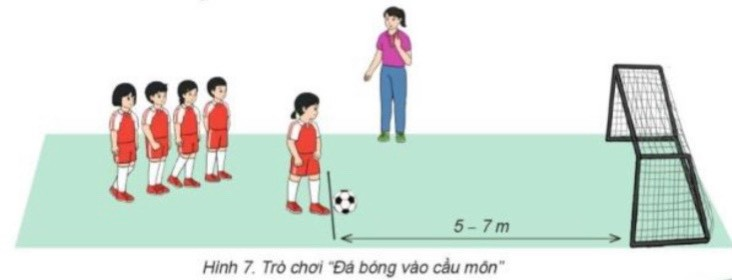 5 – 7 m
Hình 7. Trò chơi "Đá bóng vào cầu môn"